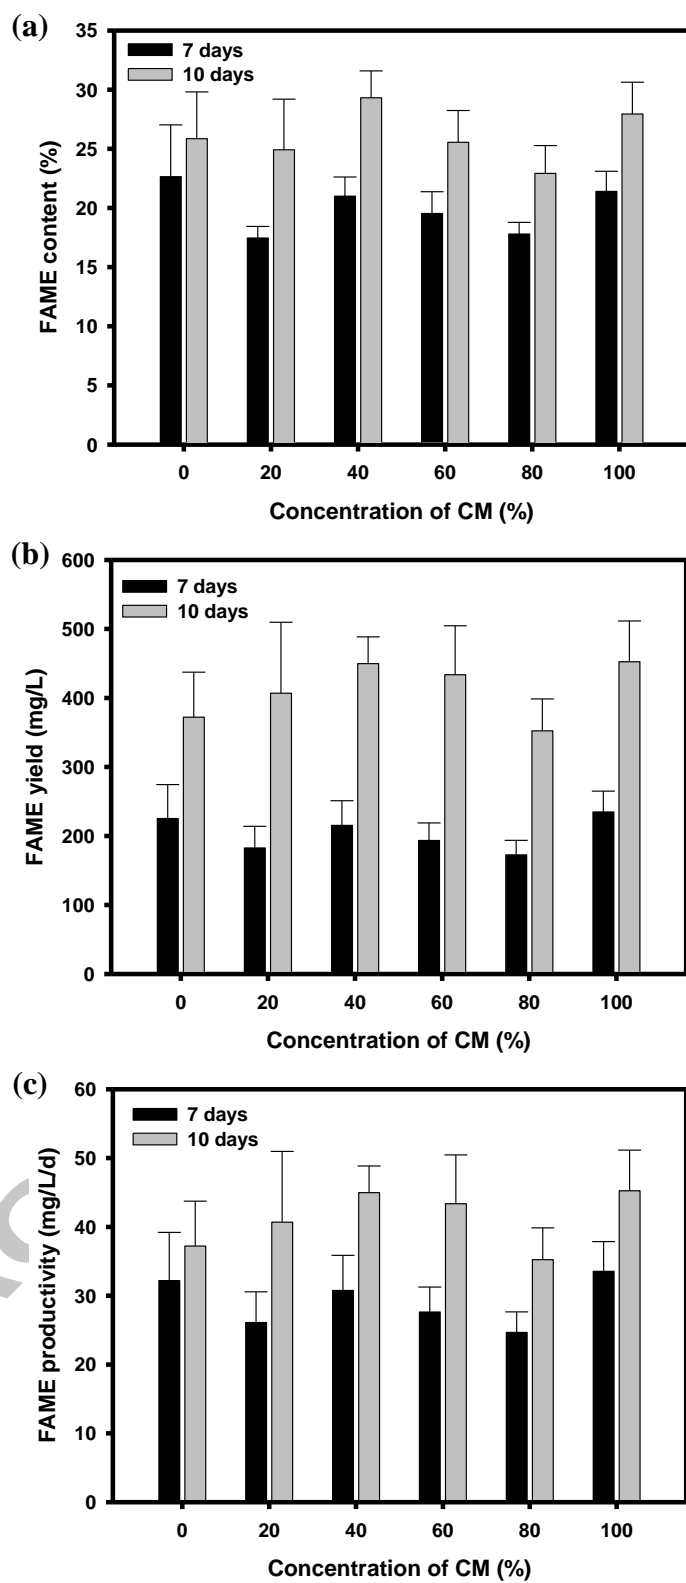 (a)
35
30
25
20
15
10
5
0
7 days
10 days
FAME content (%)
0 20 40 60 80 100
Concentration of CM (%)
(b)
600
500
400
300
200
100
0
7 days
10 days
FAME yield (mg/L)
0 20 40 60 80 100
Concentration of CM (%)
(c)
60
50
40
30
20
10
0
7 days
10 days
FAME productivity (mg/L/d)
0 20 40 60 80 100
Concentration of CM (%)